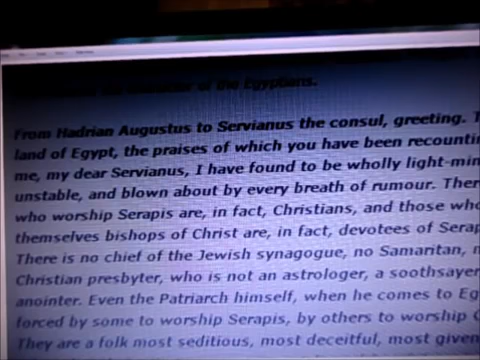 of the Egyptians.
From Hadrian Augustus to Servianus the consul, greeting. T
land of Egypt, the praises of which you have been recountin
me, my dear Servianus, I have found to be wholly light-min
unstable, and blown about by every breath of rumour. Ther
who worship Serapis are, in fact, Christians, and those who
themselves bishops of Christ are, in fact, devotees of Serap
There is no chief of the Jewish synagogue, no Samaritan, n
Christian presbyter, who is not an astrologer, a soothsayer
anointer. Even the Patriarch himself, when he comes to Eg
forced by some to worship Serapis, by others to worship C
They are a folk most seditious, most deceitful, most given